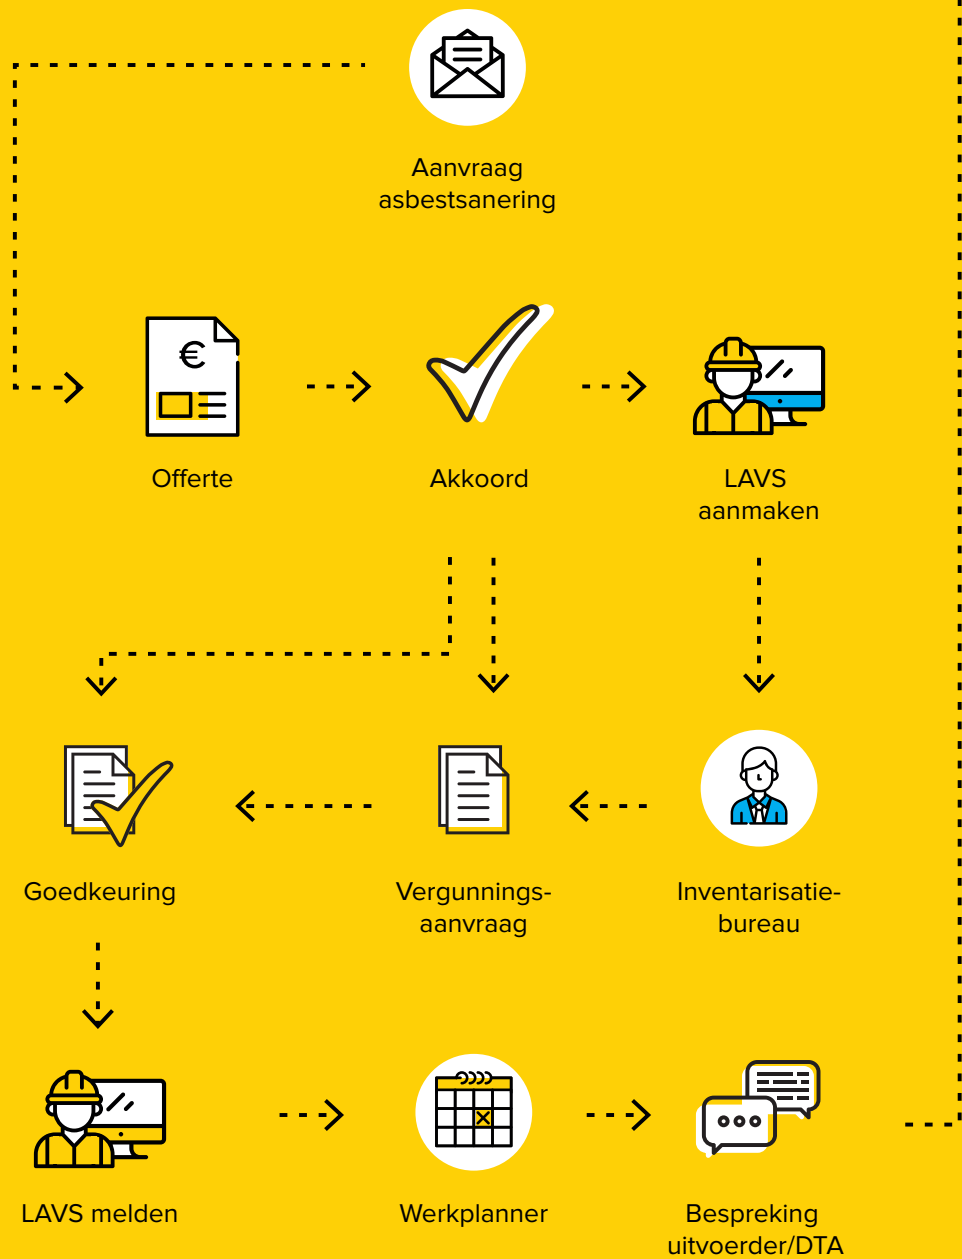 Aanvraag
asbestsanering
€
Offerte
Akkoord
LAVS
aanmaken
Goedkeuring
Vergunnings-
aanvraag
Inventarisatie-
bureau
LAVS melden
Werkplanner
Bespreking
uitvoerder/DTA